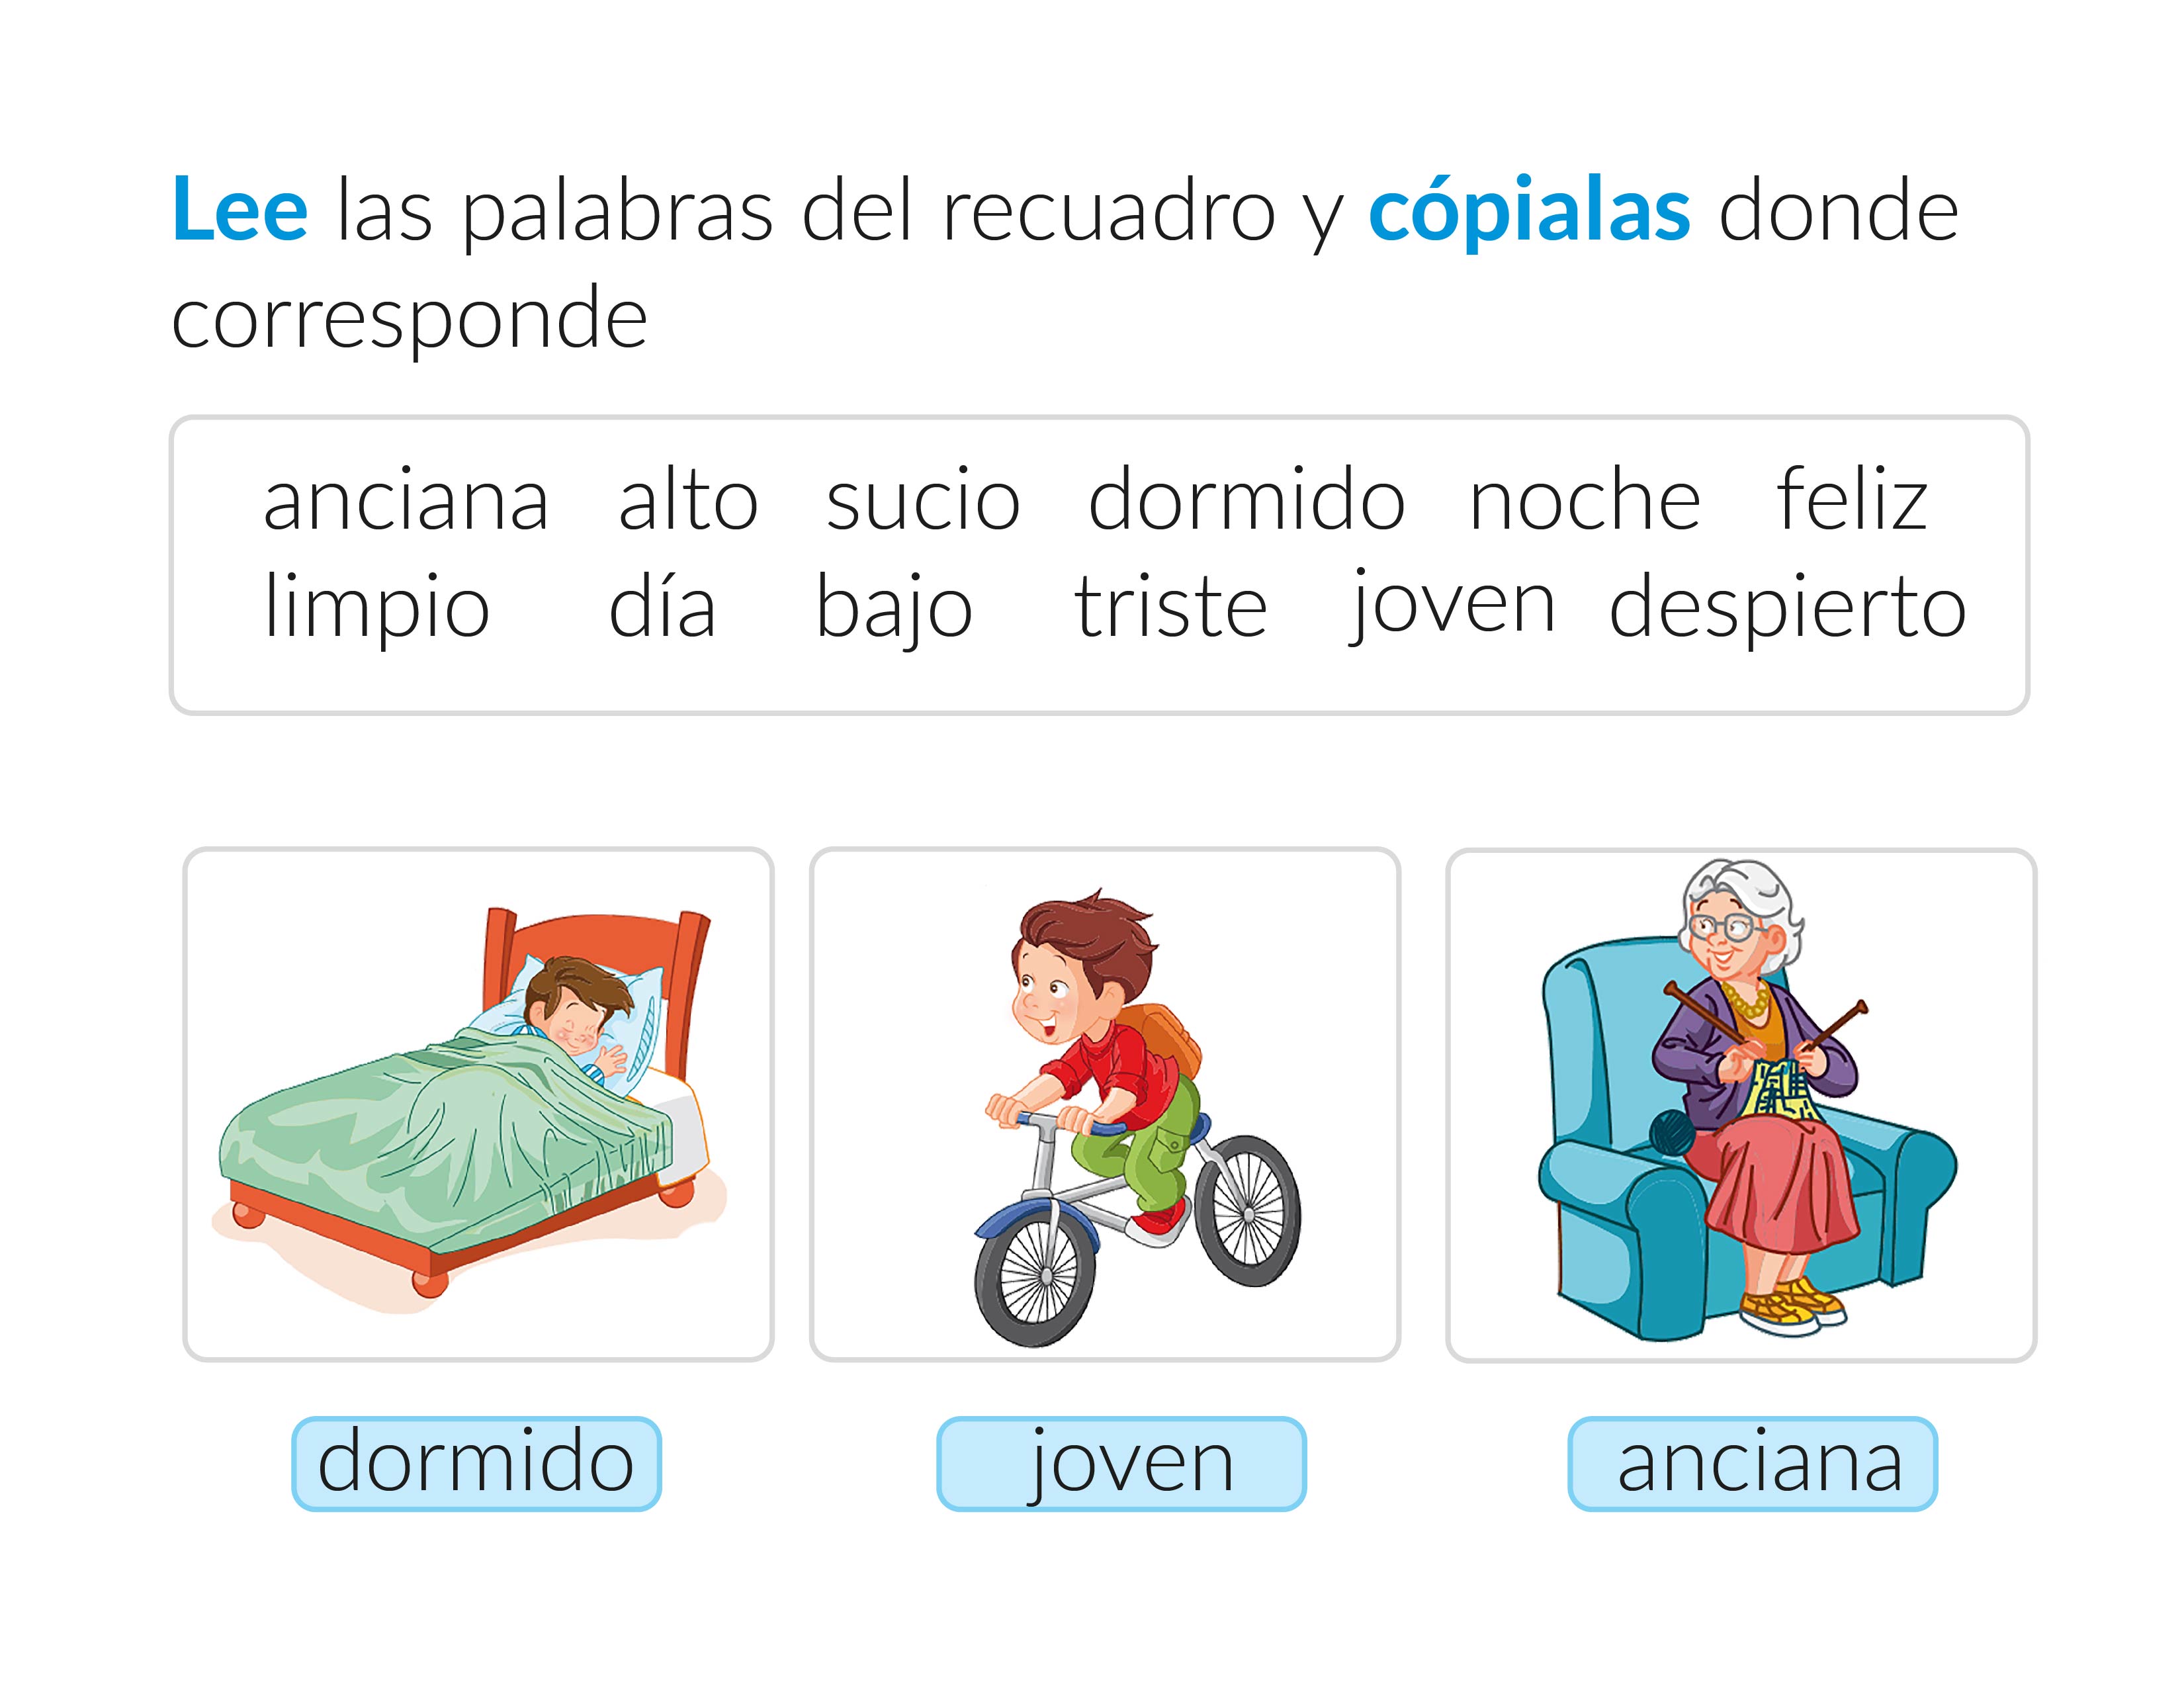 Lee las palabras del recuadro y cópialas donde
corresponde
anciana alto sucio dormido noche feliz
limpio día bajo triste joven despierto
dormido joven anciana